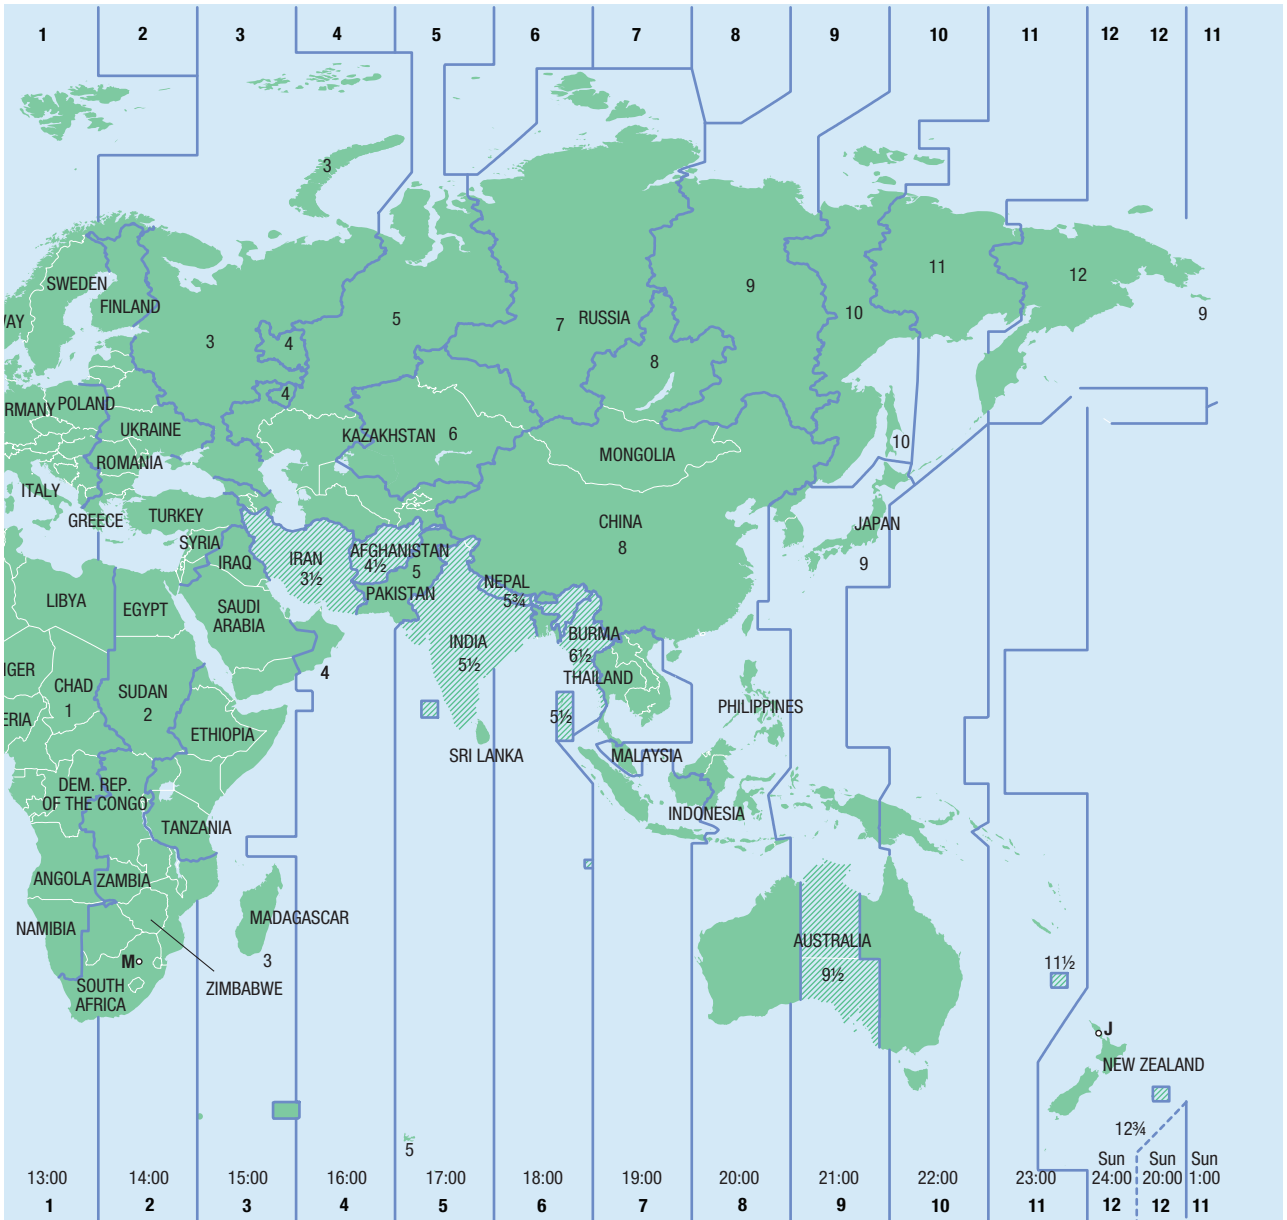 1 2 3 4 5 6 7 8 9 10 11 12 12 11
3
SWEDEN
FINLAND
11
12
9
WAY
3
4
5
7
RUSSIA
10
9
8
4
RMANY
POLAND
UKRAINE
KAZAKHSTAN
6
10
ROMANIA
MONGOLIA
ITALY
GREECE
TURKEY
CHINA
8
JAPAN
9
SYRIA
IRAQ
IRAN
3½
AFGHANISTAN
4½
5
PAKISTAN
NEPAL
5¾
LIBYA
EGYPT
SAUDI
ARABIA
INDIA
5½
BURMA
6½
THAILAND
IGER
CHAD
1
SUDAN
2
4
ERIA
ETHIOPIA
5½
PHILIPPINES
SRI LANKA
MALAYSIA
DEM. REP.
OF THE CONGO
TANZANIA
INDONESIA
ANGOLA
ZAMBIA
NAMIBIA
MADAGASCAR
3
AUSTRALIA
9½
11½
M
SOUTH
AFRICA
ZIMBABWE
J
NEW ZEALAND
12¾
5
Sun Sun Sun
13:00 14:00 15:00 16:00 17:00 18:00 19:00 20:00 21:00 22:00 23:00 24:00 20:00 1:00
1 2 3 4 5 6 7 8 9 10 11 12 12 11